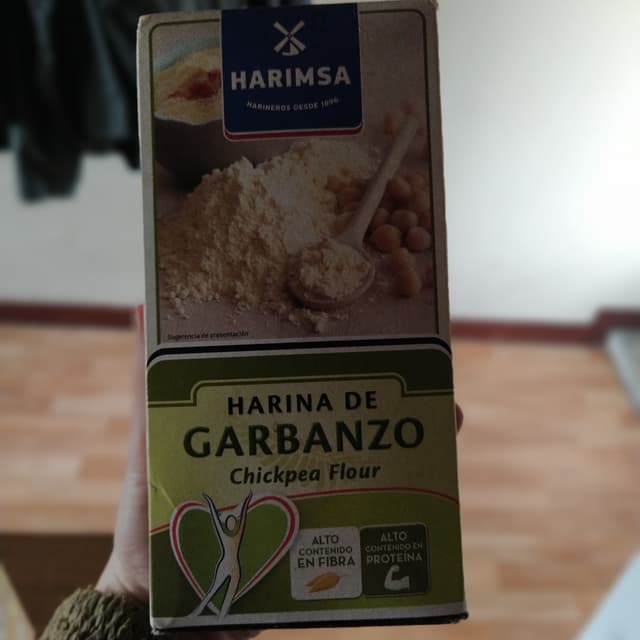 HARIMSA
HARINEROS DESDE 1896
Sugerencia de presentación
HARINA DE
GARBANZO
Chickpea Flour
ALTO
CONTENIDO
EN FIBRA
ALTO
CONTENIDO EN
PROTEÍNA